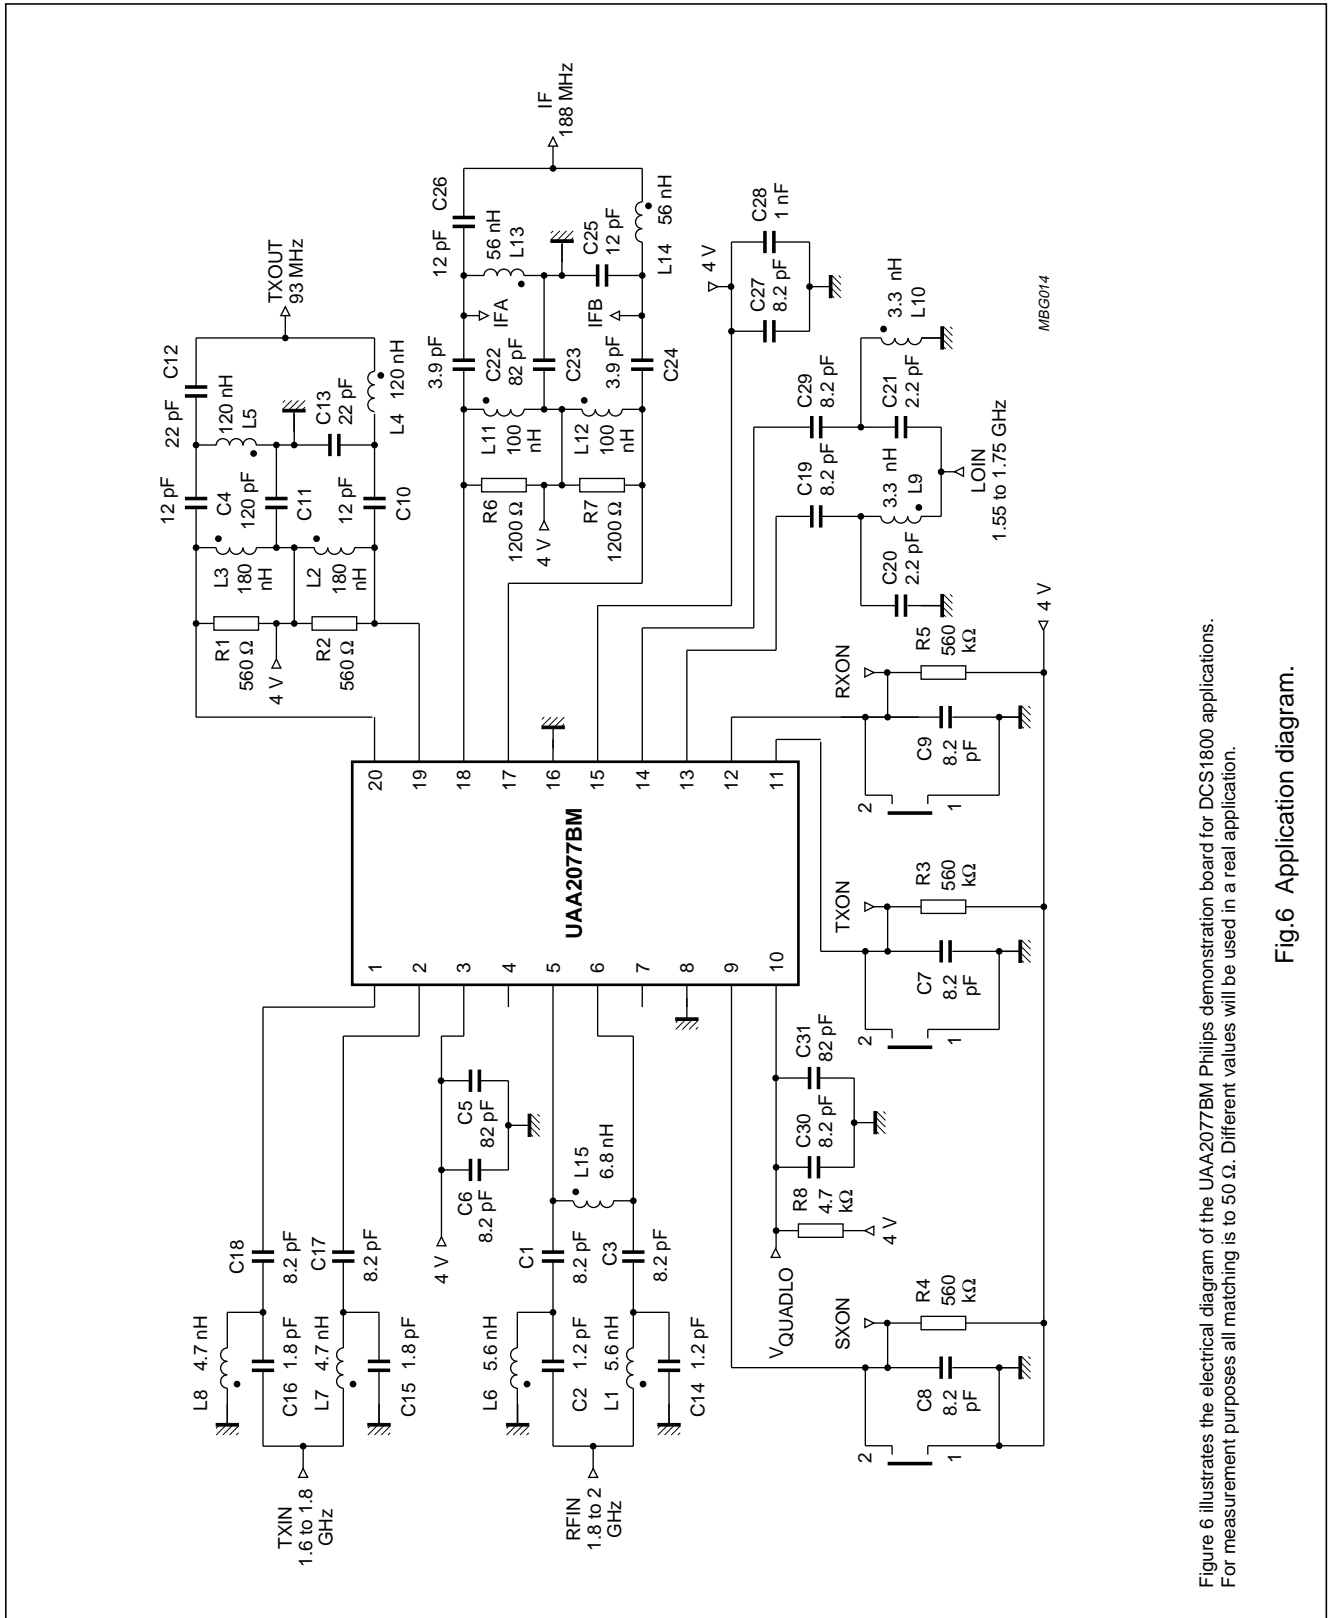 TXIN
1.6 to 1.8
GHz
L8 4.7 nH
C18
8.2 pF
C16 1.8 pF
L7 4.7 nH
C17
8.2 pF
C15 1.8 pF
4 V
C6
8.2 pF
C5
82 pF
RFIN
1.8 to 2
GHz
L6 5.6 nH
C1
8.2 pF
C2 1.2 pF
L1 5.6 nH
C3
8.2 pF
C14 1.2 pF
L15
6.8 nH
VQUADLO
R8
4.7
kΩ
4 V
C30
8.2 pF
C31
82 pF
SXON
R4
560
kΩ
C8
8.2
pF
2
1
TXON
R3
560
kΩ
C7
8.2
pF
2
1
RXON
R5
560
kΩ
C9
8.2
pF
2
1
4 V
UAA2077BM
1
2
3
4
5
6
7
8
9
10
20
19
18
17
16
15
14
13
12
11
R1
560 Ω
4 V
R2
560 Ω
L3
180
nH
L2
180
nH
12 pF
C4
120 pF
C11
12 pF
C10
22 pF
C12
120 nH
L5
C13
22 pF
L4 120 nH
TXOUT
93 MHz
R6
1200 Ω
4 V
R7
1200 Ω
L11
100
nH
L12
100
nH
3.9 pF
C22
82 pF
C23
3.9 pF
C24
IFA
IFB
12 pF
C26
56 nH
L13
C25
12 pF
L14
56 nH
IF
188 MHz
4 V
C27
8.2 pF
C28
1 nF
C19
8.2 pF
C29
8.2 pF
C20
2.2 pF
3.3 nH
L9
C21
2.2 pF
3.3 nH
L10
LOIN
1.55 to 1.75 GHz
MBG014
Figure 6 illustrates the electrical diagram of the UAA2077BM Philips demonstration board for DCS1800 applications.
For measurement purposes all matching is to 50 Ω. Different values will be used in a real application.
Fig.6 Application diagram.